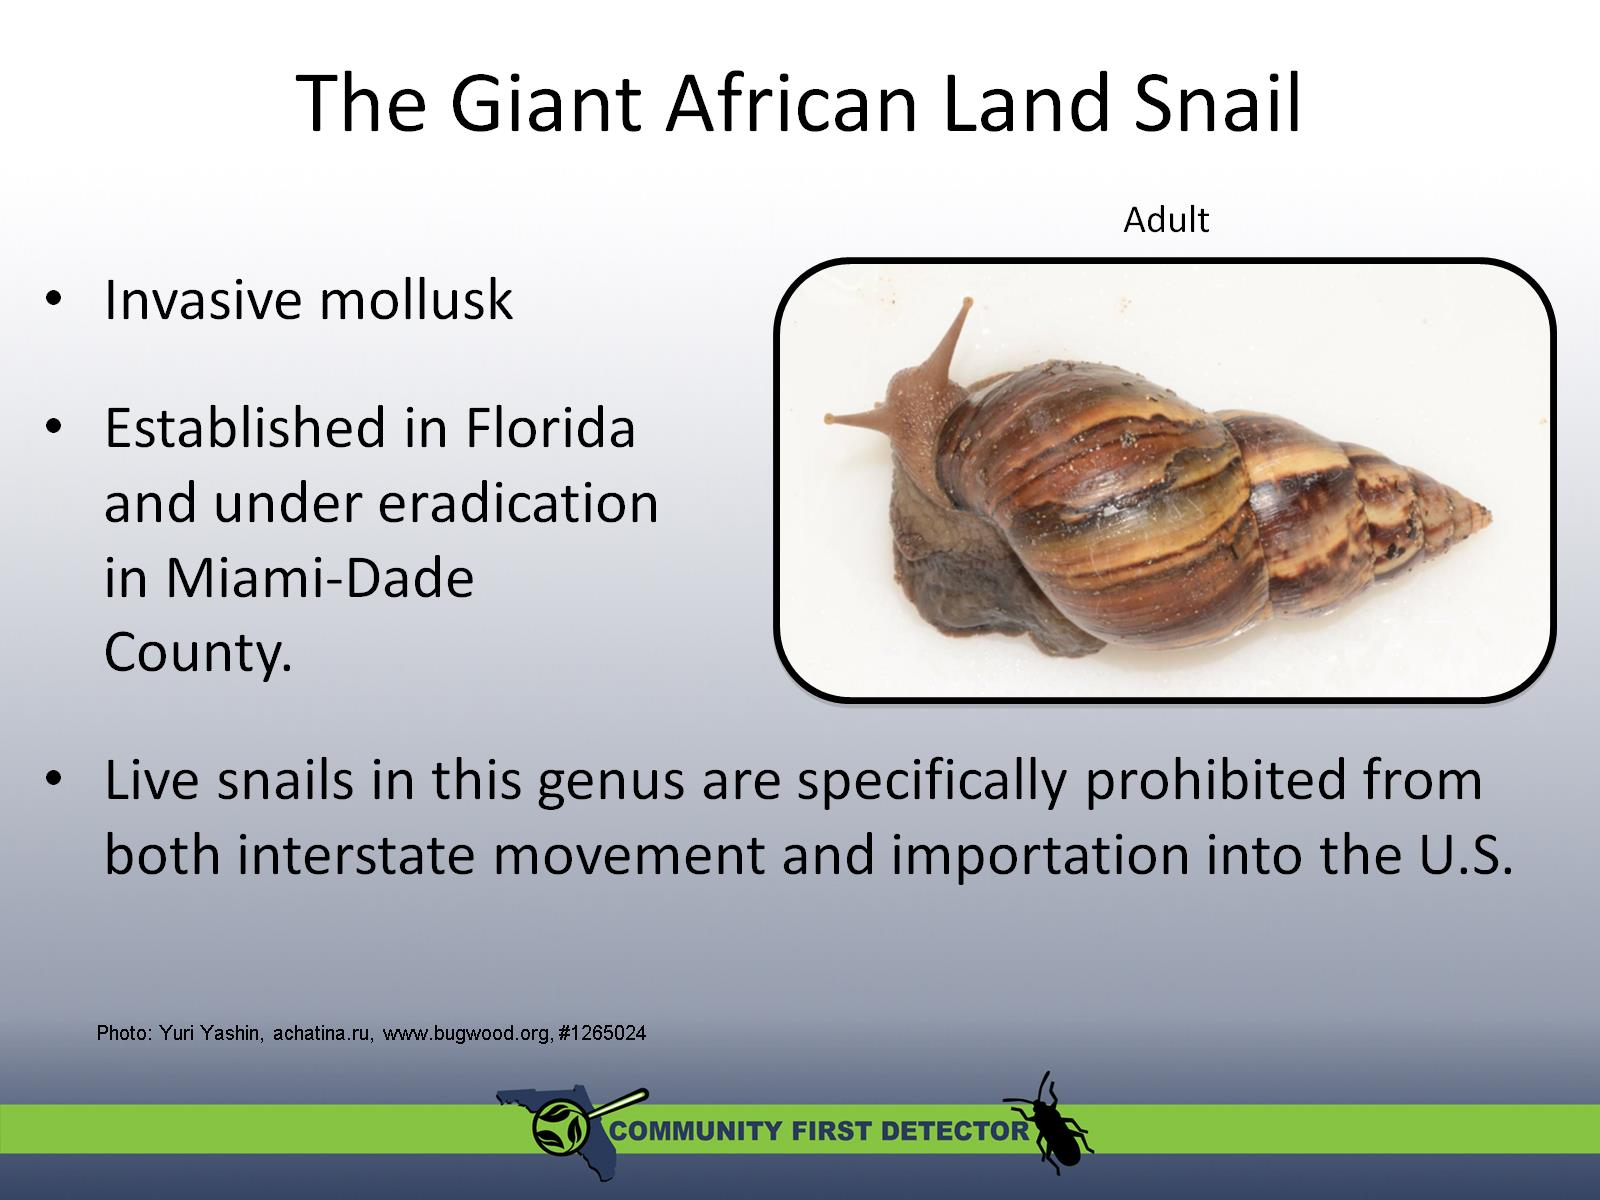 The Giant African Land Snail
Adult
• Invasive mollusk
• Established in Florida
and under eradication
in Miami-Dade
County.
• Live snails in this genus are specifically prohibited from
both interstate movement and importation into the U.S.
Photo: Yuri Yashin, achatina.ru, www.bugwood.org, #1265024
COMMUNITY FIRST DETECTOR